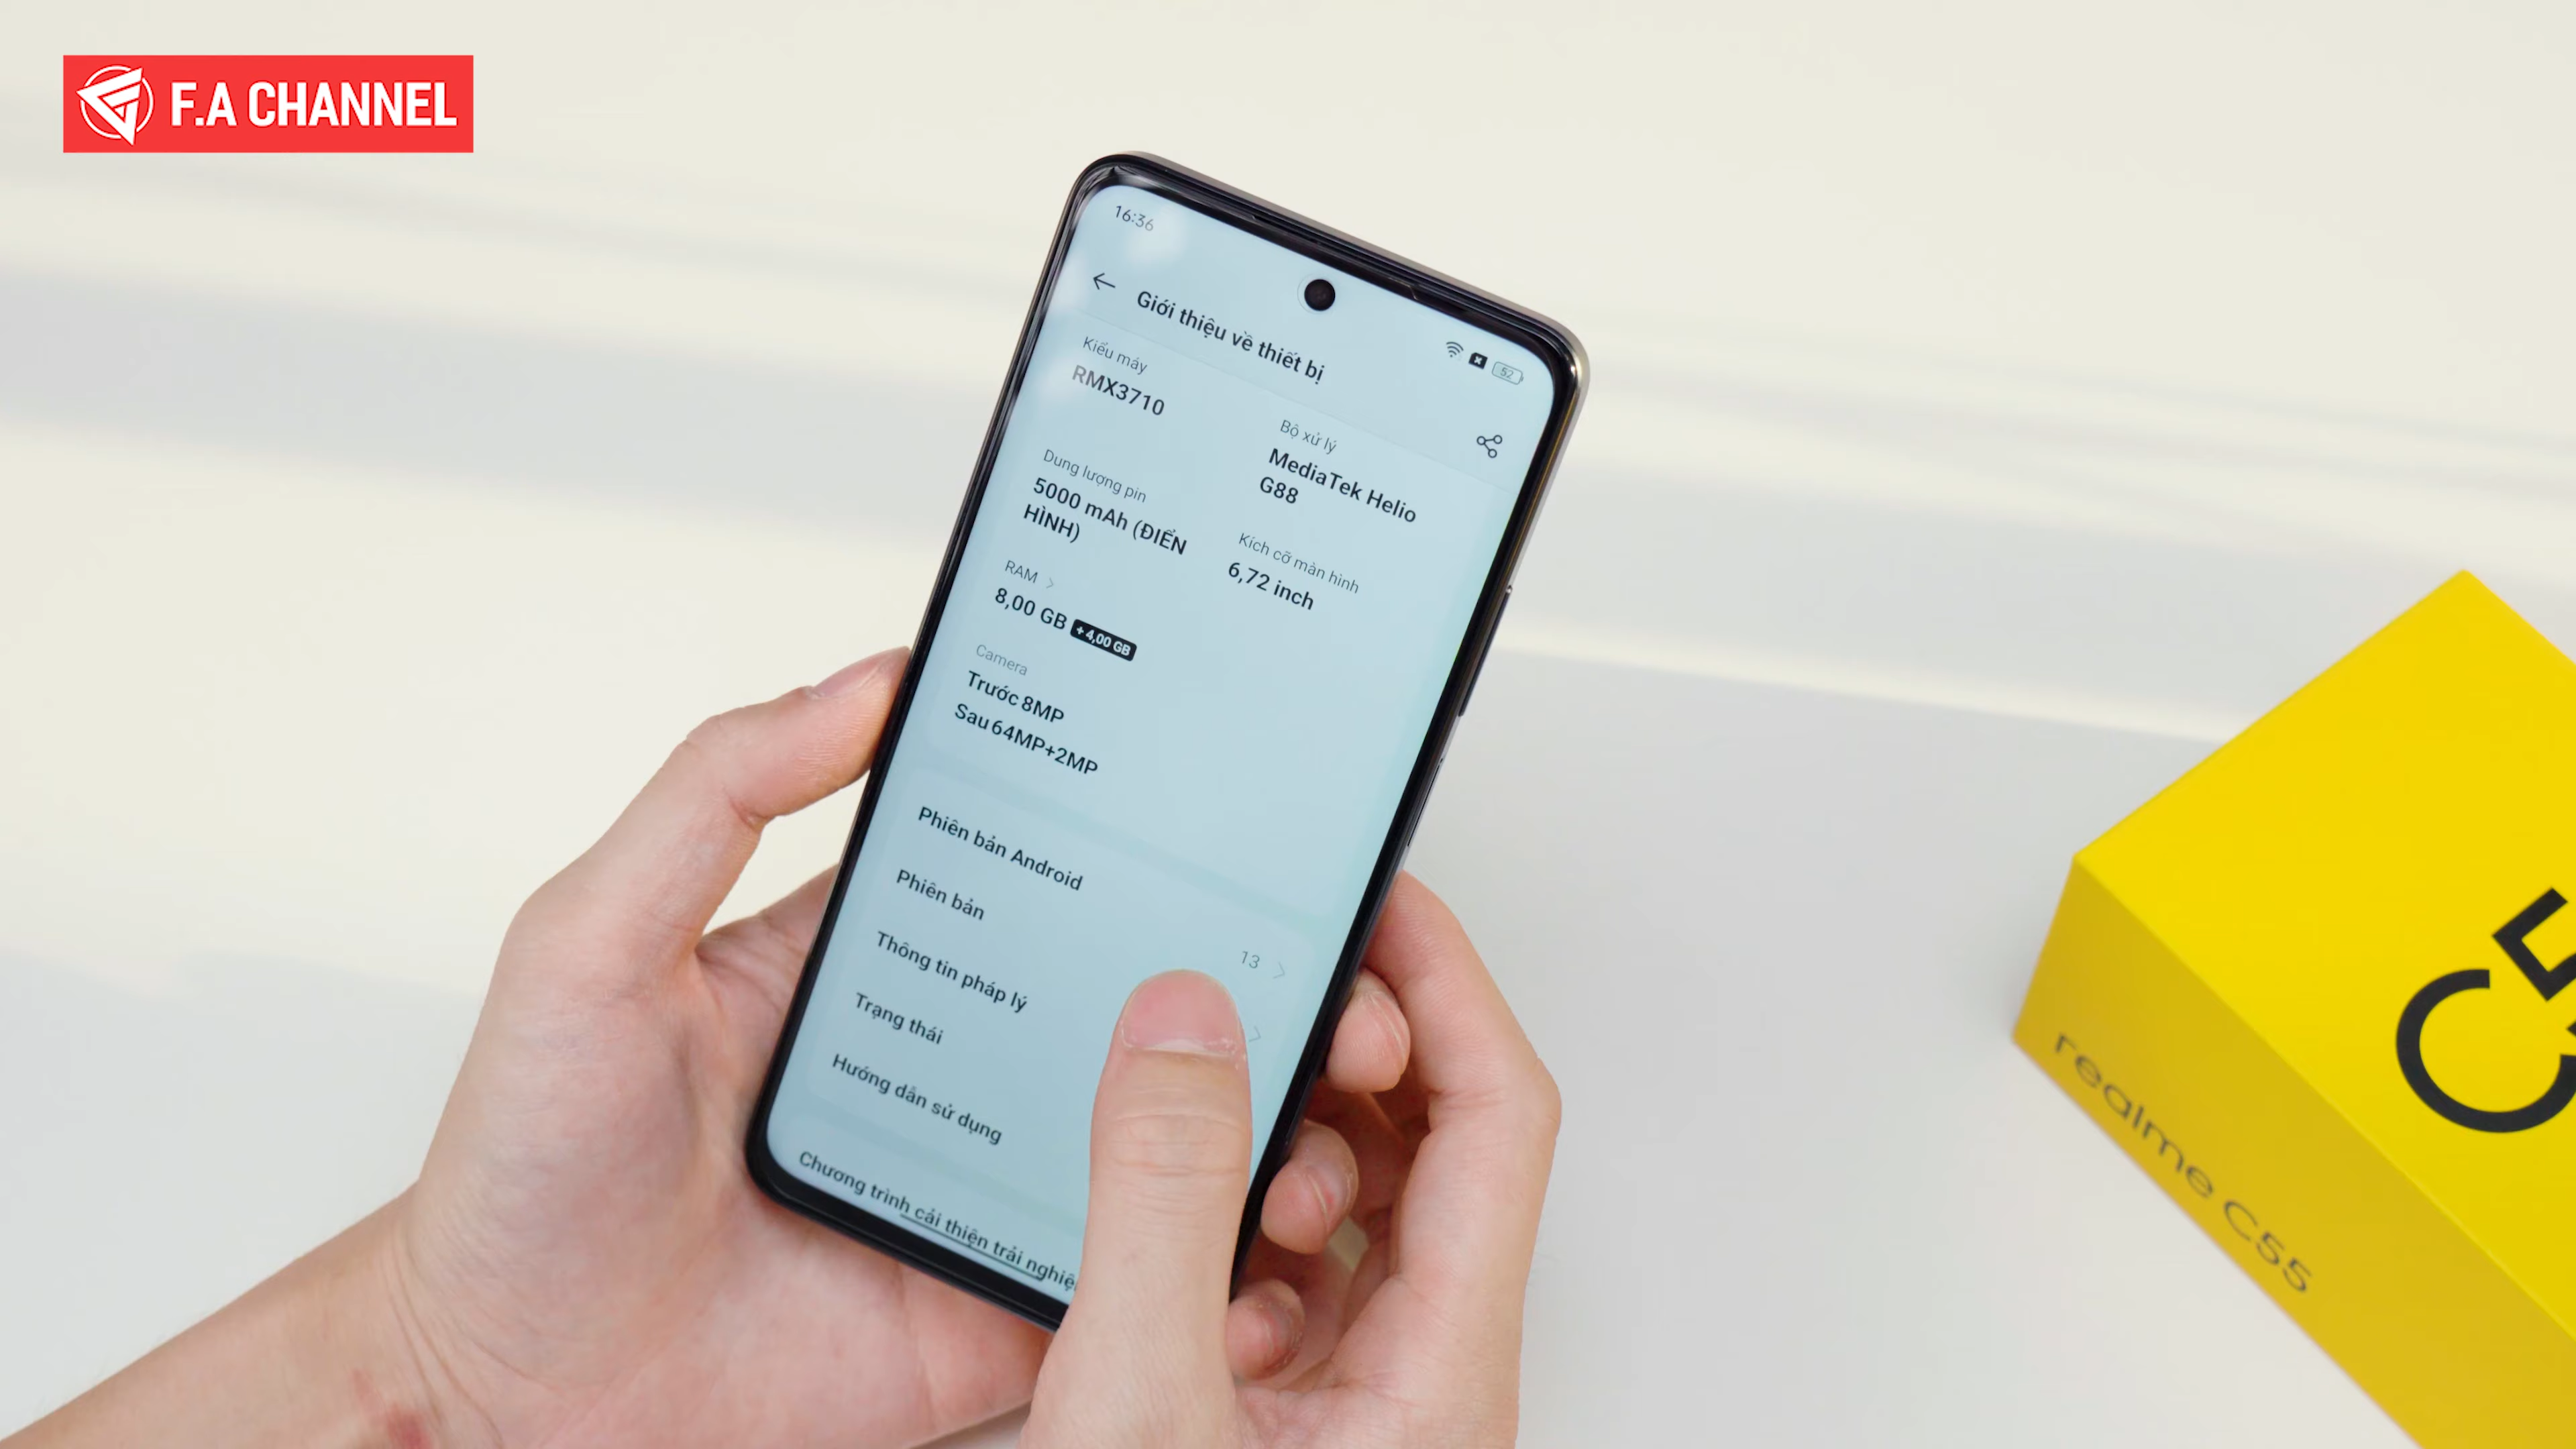 F.A CHANNEL
16:36
52
Giới thiệu về thiết bị
Kiểu máy
RMX3710
Bộ xử lý
MediaTek Helio
G88
Dung lượng pin
5000 mAh (ĐIỂN
HÌNH)
Kích cỡ màn hình
6,72 inch
RAM
8,00 GB +4,00 GB
Camera
Trước 8MP
Sau 64MP+2MP
Phiên bản Android
13
Phiên bản
Thông tin pháp lý
Trạng thái
Hướng dẫn sử dụng
Chương trình cải thiện trải nghiệ
C5
realme C55